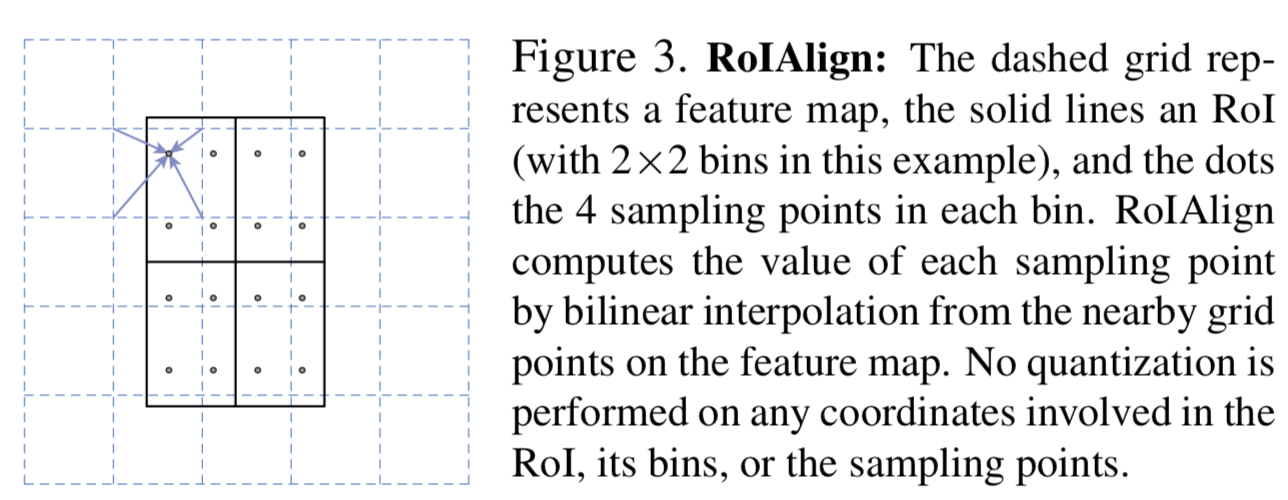 Figure 3. RoIAlign: The dashed grid rep-
resents a feature map, the solid lines an RoI
(with 2×2 bins in this example), and the dots
the 4 sampling points in each bin. RoIAlign
computes the value of each sampling point
by bilinear interpolation from the nearby grid
points on the feature map. No quantization is
performed on any coordinates involved in the
RoI, its bins, or the sampling points.